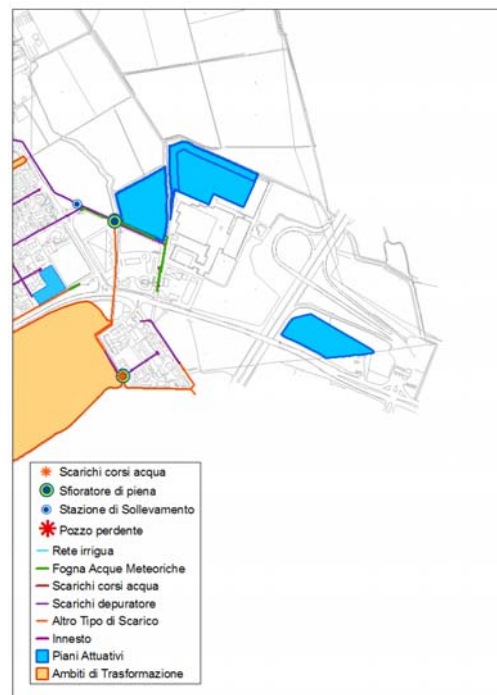 Scarichi corsi acqua
Sfioratore di piena
Stazione di Sollevamento
Pozzo perdente
Rete irrigua
Fogna Acque Meteoriche
Scarichi corsi acqua
Scarichi depuratore
Altro Tipo di Scarico
Innesto
Piani Attuativi
Ambiti di Trasformazione